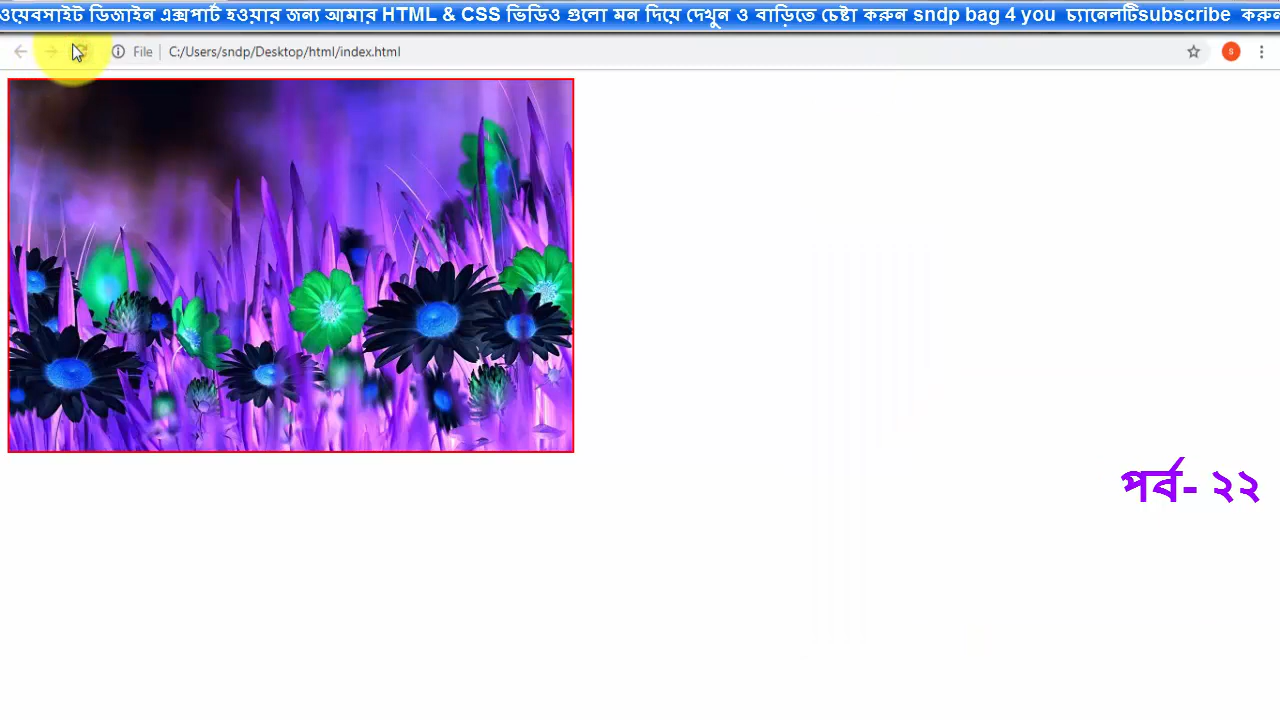 ওয়েবসাইট ডিজাইন এক্সপার্ট হওয়ার জন্য আমার HTML & CSS ভিডিও গুলো মন দিয়ে দেখুন ও বাড়িতে চেষ্টা করুন sndp bag 4 you চ্যানেলটিsubscribe করুন
File C:/Users/sndp/Desktop/html/index.html
s
পর্ব- ২২